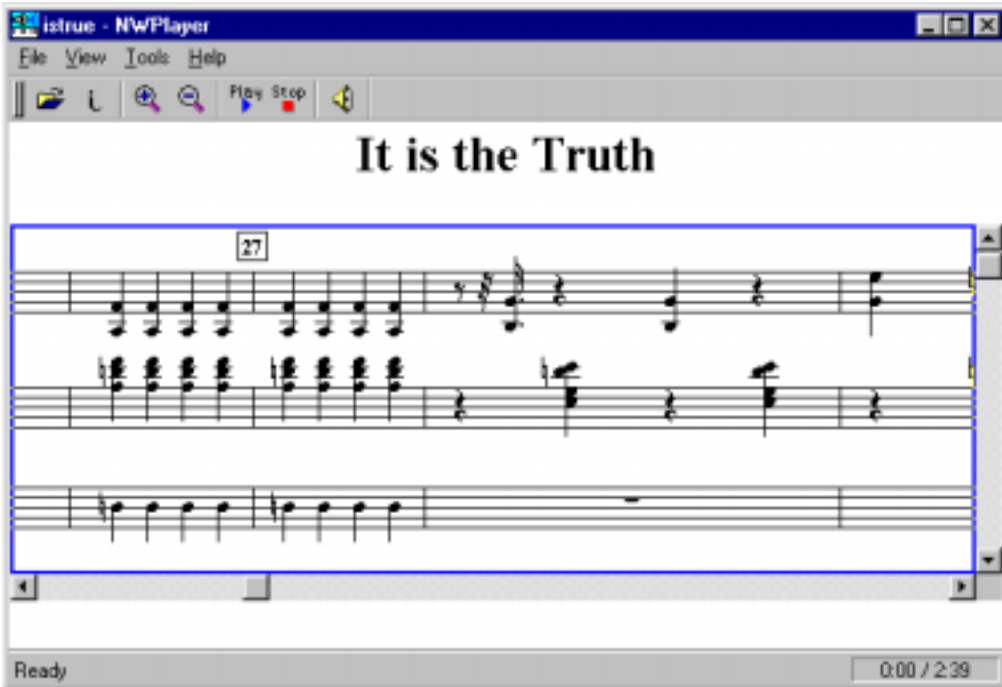 istrue - NWPlayer
File View Tools Help
Play Stop
It is the Truth
27
Ready
0:00 / 2:39